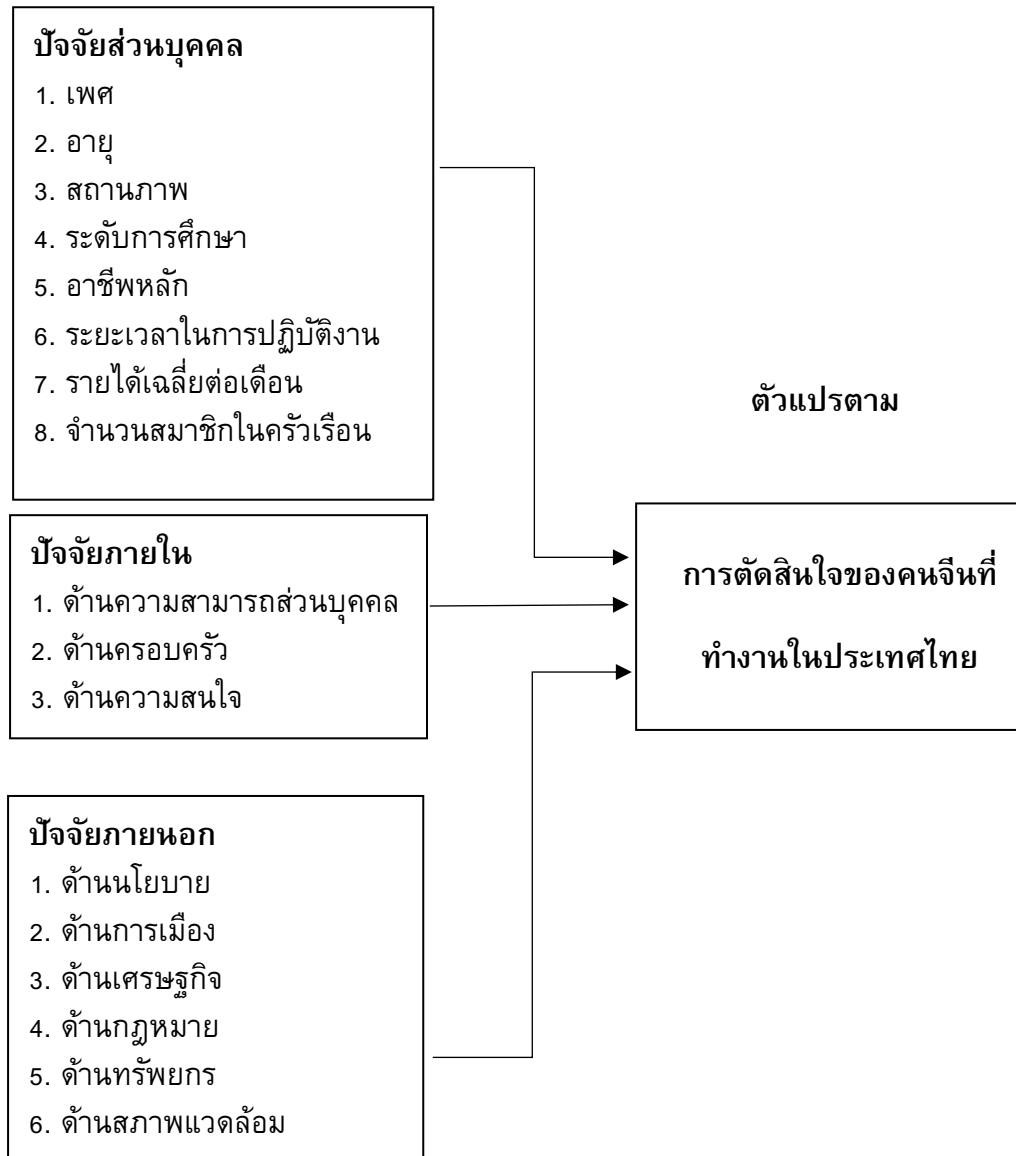 ปัจจัยส่วนบุคคล
1. เพศ
2. อายุ
3. สถานภาพ
4. ระดับการศึกษา
5. อาชีพหลัก
6. ระยะเวลาในการปฏิบัติงาน
7. รายได้เฉลี่ยต่อเดือน
8. จำนวนสมาชิกในครัวเรือน
ตัวแปรตาม
ปัจจัยภายใน
1. ด้านความสามารถส่วนบุคคล
2. ด้านครอบครัว
3. ด้านความสนใจ
การตัดสินใจของคนจีนที่
ทำงานในประเทศไทย
ปัจจัยภายนอก
1. ด้านนโยบาย
2. ด้านการเมือง
3. ด้านเศรษฐกิจ
4. ด้านกฎหมาย
5. ด้านทรัพยกร
6. ด้านสภาพแวดล้อม